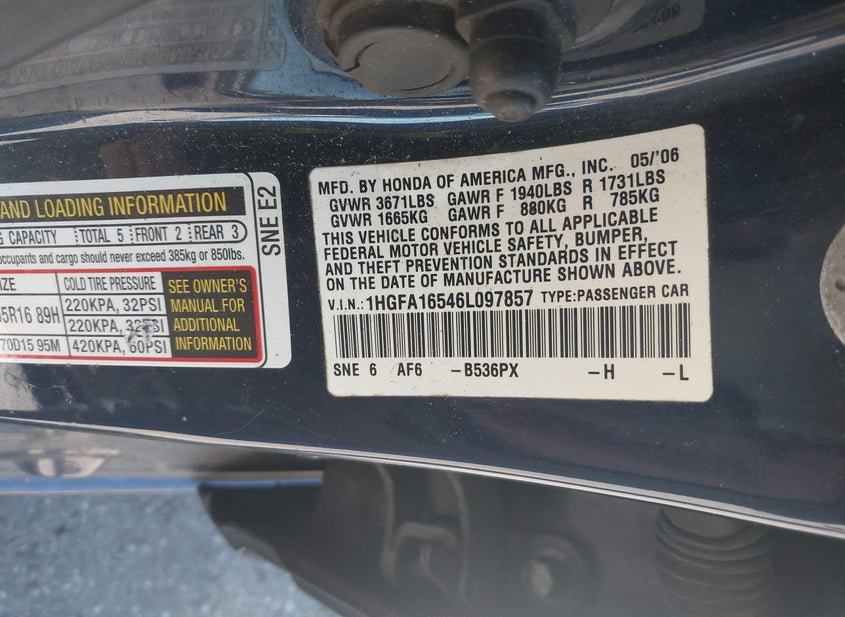 AND LOADING INFORMATION
CAPACITY TOTAL 5 FRONT 2 REAR 3
occupants and cargo should never exceed 385kg or 850lbs.
COLD TIRE PRESSURE
5R16 89H 220KPA, 32PSI
220KPA, 32PSI
70D15 95M 420KPA, 60PSI
SEE OWNER'S
MANUAL FOR
ADDITIONAL
INFORMATION
SNE E2
MFD. BY HONDA OF AMERICA MFG., INC. 05/'06
GVWR 3671LBS GAWR F 1940LBS R 1731LBS
GVWR 1665KG GAWR F 880KG R 785KG
THIS VEHICLE CONFORMS TO ALL APPLICABLE
FEDERAL MOTOR VEHICLE SAFETY, BUMPER,
AND THEFT PREVENTION STANDARDS IN EFFECT
ON THE DATE OF MANUFACTURE SHOWN ABOVE.
V.I.N.: 1HGFA16546L097857 TYPE:PASSENGER CAR
SNE 6 AF6 -B536PX -H -L